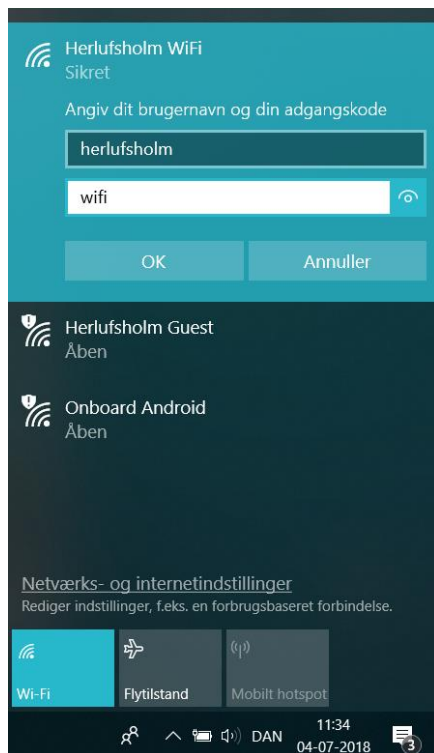 Herlufsholm WiFi
Sikret
Angiv dit brugernavn og din adgangskode
herlufsholm
wifi
OK Annuller
Herlufsholm Guest
Åben
Onboard Android
Åben
Netværks- og internetindstillinger
Rediger indstillinger, f.eks. en forbrugsbaseret forbindelse.
Wi-Fi Flytilstand Mobilt hotspot
DAN 11:34
04-07-2018 3